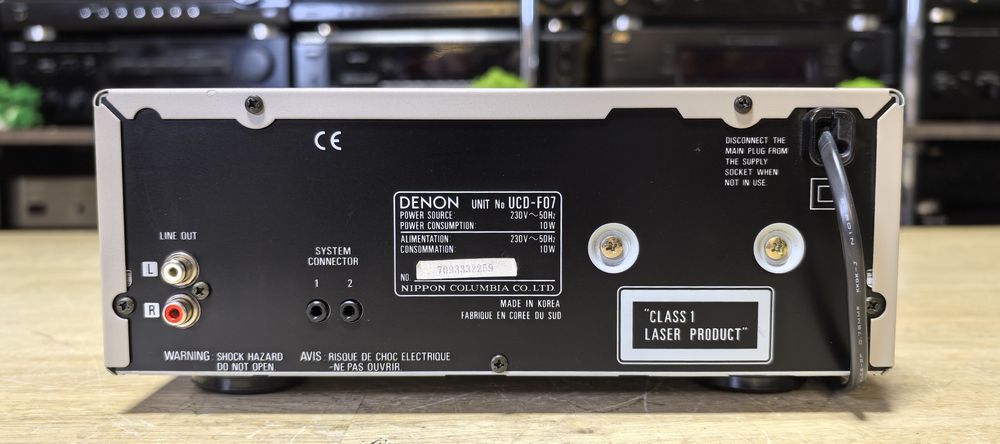 CE
DISCONNECT THE
MAIN PLUG FROM
THE SUPPLY
SOCKET WHEN
NOT IN USE.
DENON UNIT No UCD-F07
POWER SOURCE: 230V～50Hz
POWER CONSUMPTION: 10W
ALIMENTATION: 230V～50Hz
CONSOMMATION: 10W
NO. 7093332259
NIPPON COLUMBIA CO. LTD
MADE IN KOREA
FABRIQUE EN COREE DU SUD
LINE OUT
L
R
SYSTEM
CONNECTOR
1 2
"CLASS 1
LASER PRODUCT"
WARNING: SHOCK HAZARD
DO NOT OPEN.
AVIS: RISQUE DE CHOC ELECTRIQUE
-NE PAS OUVRIR.